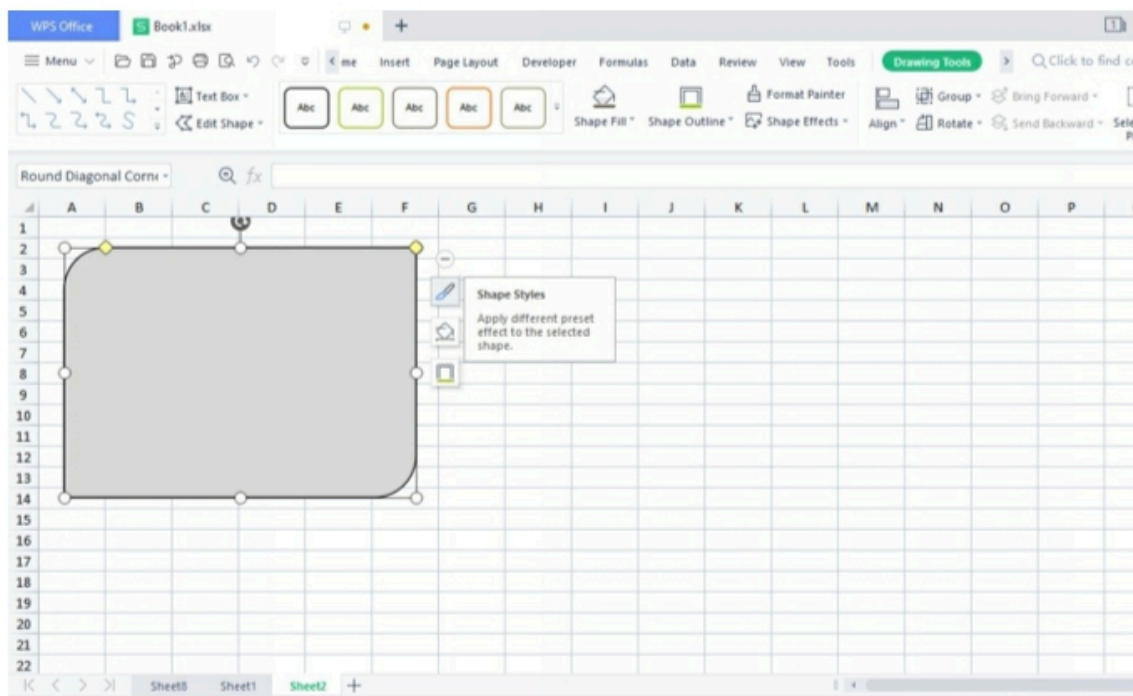 WPS Office Book1.xlsx
Menu me Insert Page Layout Developer Formulas Data Review View Tools Drawing Tools Click to find
Text Box Abc Abc Abc Abc Abc Format Painter Group Bring Forward
Edit Shape Shape Fill Shape Outline Shape Effects Align Rotate Send Backward
Round Diagonal fx
A B C D E F G H I J K L M N O P
1
2
3
4 Shape Styles
5 Apply different preset
6 effect to the selected
7 shape.
8
9
10
11
12
13
14
15
16
17
18
19
20
21
22
Sheet8 Sheet1 Sheet2